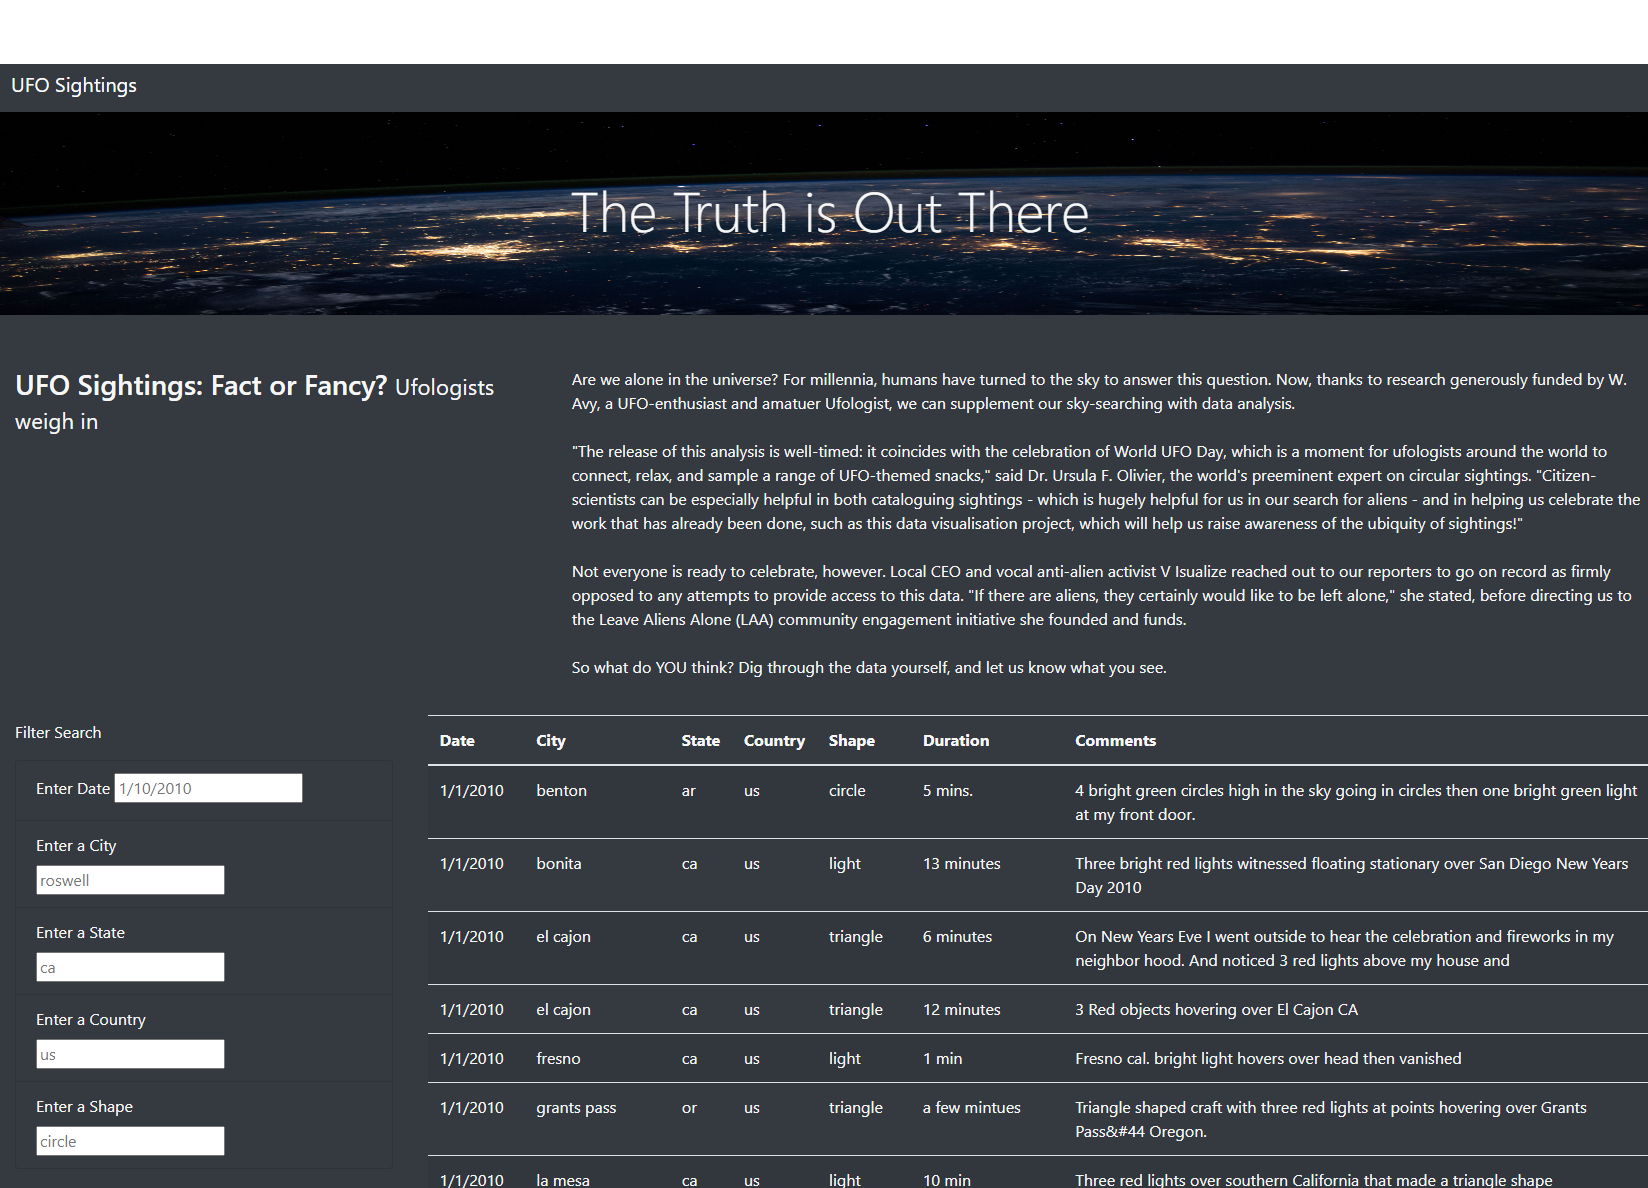 UFO Sightings
The Truth is Out There
UFO Sightings: Fact or Fancy? Ufologists
weigh in
Are we alone in the universe? For millennia, humans have turned to the sky to answer this question. Now, thanks to research generously funded by W.
Avy, a UFO-enthusiast and amatuer Ufologist, we can supplement our sky-searching with data analysis.
"The release of this analysis is well-timed: it coincides with the celebration of World UFO Day, which is a moment for ufologists around the world to
connect, relax, and sample a range of UFO-themed snacks," said Dr. Ursula F. Olivier, the world's preeminent expert on circular sightings. "Citizen-
scientists can be especially helpful in both cataloguing sightings - which is hugely helpful for us in our search for aliens - and in helping us celebrate the
work that has already been done, such as this data visualisation project, which will help us raise awareness of the ubiquity of sightings!"
Not everyone is ready to celebrate, however. Local CEO and vocal anti-alien activist V Isualize reached out to our reporters to go on record as firmly
opposed to any attempts to provide access to this data. "If there are aliens, they certainly would like to be left alone," she stated, before directing us to
the Leave Aliens Alone (LAA) community engagement initiative she founded and funds.
So what do YOU think? Dig through the data yourself, and let us know what you see.
Filter Search
Enter Date 1/10/2010
Enter a City
roswell
Enter a State
ca
Enter a Country
us
Enter a Shape
circle
Date City State Country Shape Duration Comments
1/1/2010 benton ar us circle 5 mins. 4 bright green circles high in the sky going in circles then one bright green light
at my front door.
1/1/2010 bonita ca us light 13 minutes Three bright red lights witnessed floating stationary over San Diego New Years
Day 2010
1/1/2010 el cajon ca us triangle 6 minutes On New Years Eve I went outside to hear the celebration and fireworks in my
neighbor hood. And noticed 3 red lights above my house and
1/1/2010 el cajon ca us triangle 12 minutes 3 Red objects hovering over El Cajon CA
1/1/2010 fresno ca us light 1 min Fresno cal. bright light hovers over head then vanished
1/1/2010 grants pass or us triangle a few mintues Triangle shaped craft with three red lights at points hovering over Grants
Pass&#44 Oregon.
1/1/2010 la mesa ca us light 10 min Three red lights over southern California that made a triangle shape